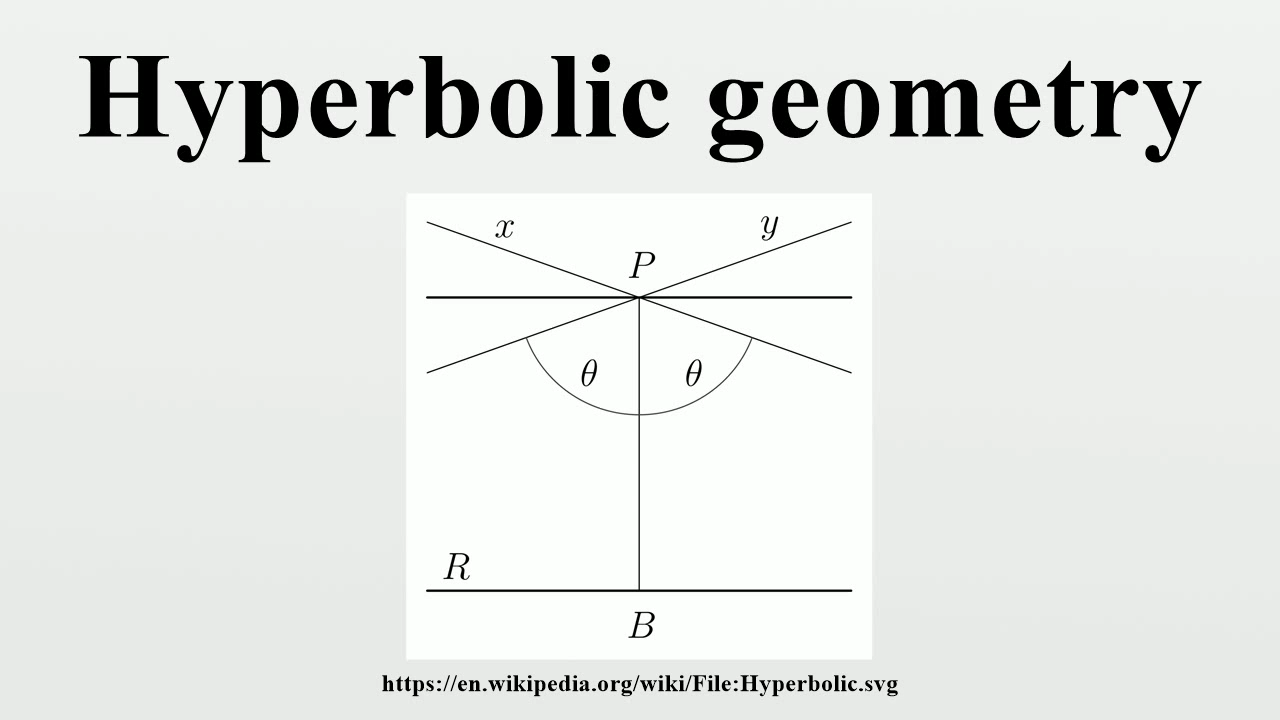 Hyperbolic geometry
x y
P
θ θ
R
B
https://en.wikipedia.org/wiki/File:Hyperbolic.svg